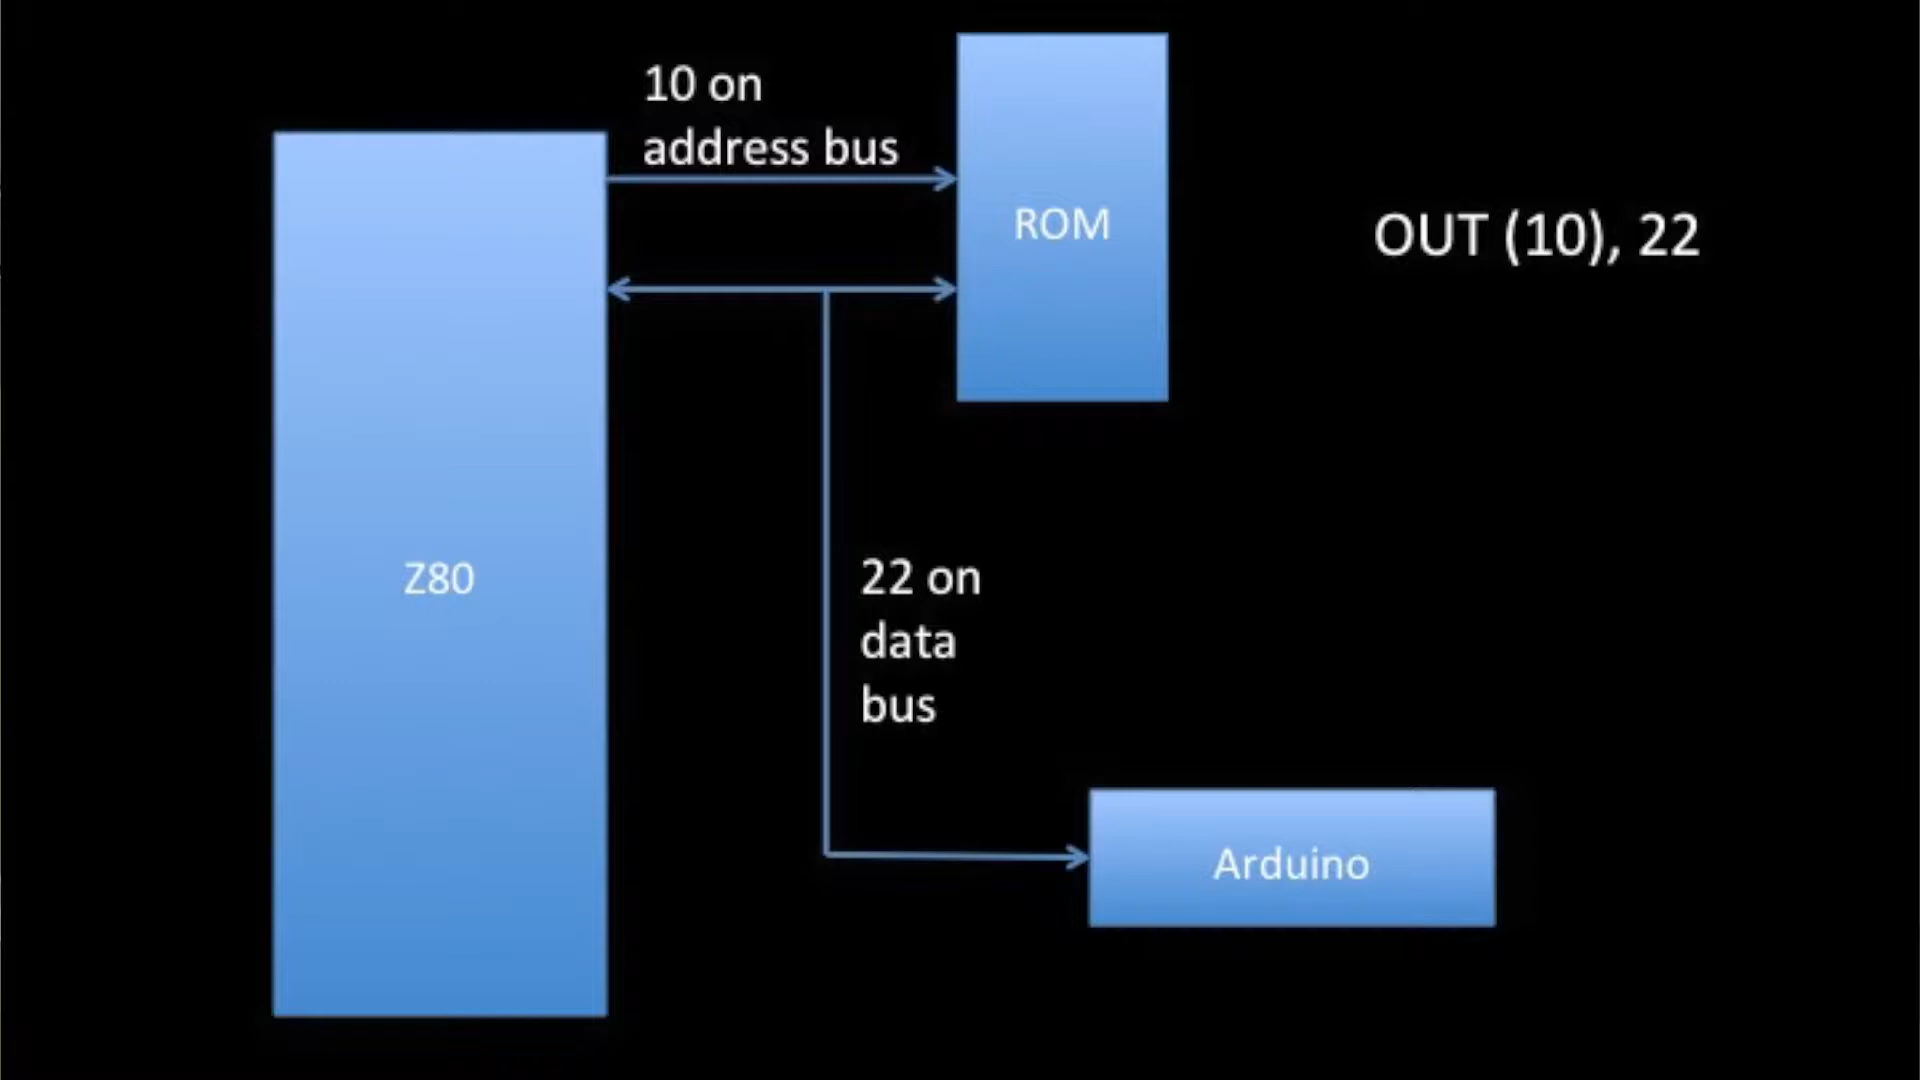 10 on
address bus
ROM
OUT (10), 22
Z80
22 on
data
bus
Arduino